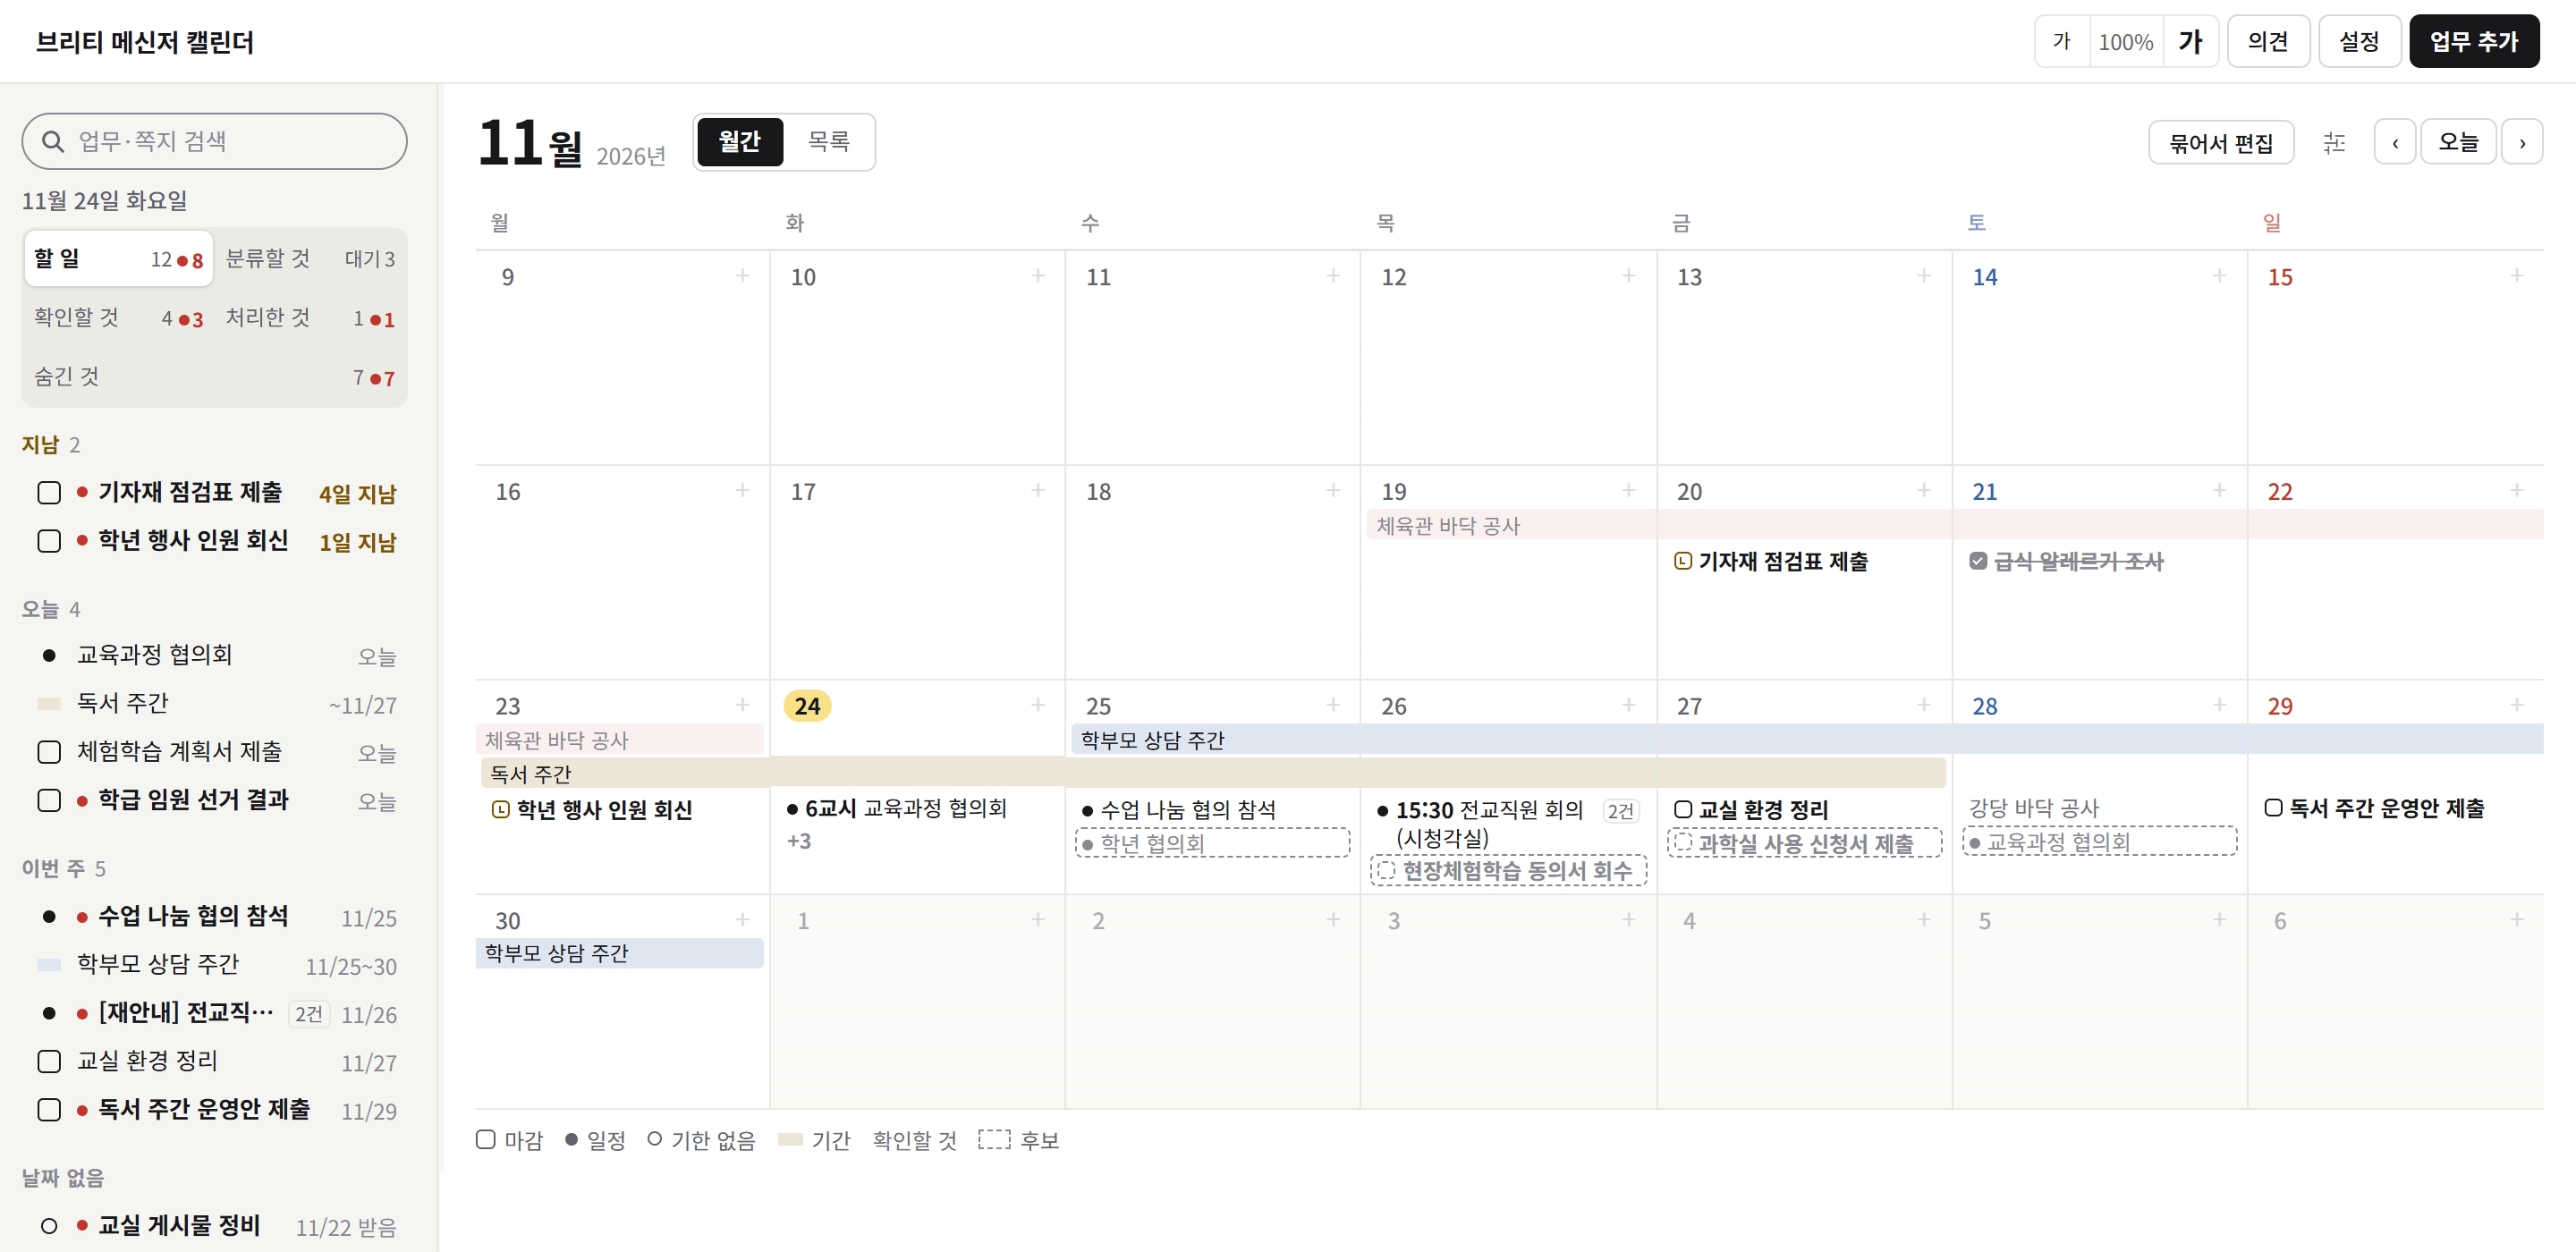 브리티 메신저 캘린더
가 100% 가 의견 설정 업무 추가
업무·쪽지 검색
11월 24일 화요일
할 일 12 8 분류할 것 대기 3
확인할 것 4 3 처리한 것 1 1
숨긴 것 7 7
지남 2
기자재 점검표 제출 4일 지남
학년 행사 인원 회신 1일 지남
오늘 4
교육과정 협의회 오늘
독서 주간 ~11/27
체험학습 계획서 제출 오늘
학급 임원 선거 결과 오늘
이번 주 5
수업 나눔 협의 참석 11/25
학부모 상담 주간 11/25~30
[재안내] 전교직… 2건 11/26
교실 환경 정리 11/27
독서 주간 운영안 제출 11/29
날짜 없음
교실 게시물 정비 11/22 받음
11월 2026년 월간 목록
묶어서 편집 ‹ 오늘 ›
월 화 수 목 금 토 일
9 + 10 + 11 + 12 + 13 + 14 + 15 +
16 + 17 + 18 + 19 + 20 + 21 + 22 +
체육관 바닥 공사
기자재 점검표 제출 급식 알레르기 조사
23 + 24 + 25 + 26 + 27 + 28 + 29 +
체육관 바닥 공사 학부모 상담 주간
독서 주간
학년 행사 인원 회신 6교시 교육과정 협의회 수업 나눔 협의 참석 15:30 전교직원 회의 2건 교실 환경 정리 강당 바닥 공사 독서 주간 운영안 제출
+3 학년 협의회 (시청각실) 과학실 사용 신청서 제출 교육과정 협의회
현장체험학습 동의서 회수
30 + 1 + 2 + 3 + 4 + 5 + 6 +
학부모 상담 주간
마감 일정 기한 없음 기간 확인할 것 후보